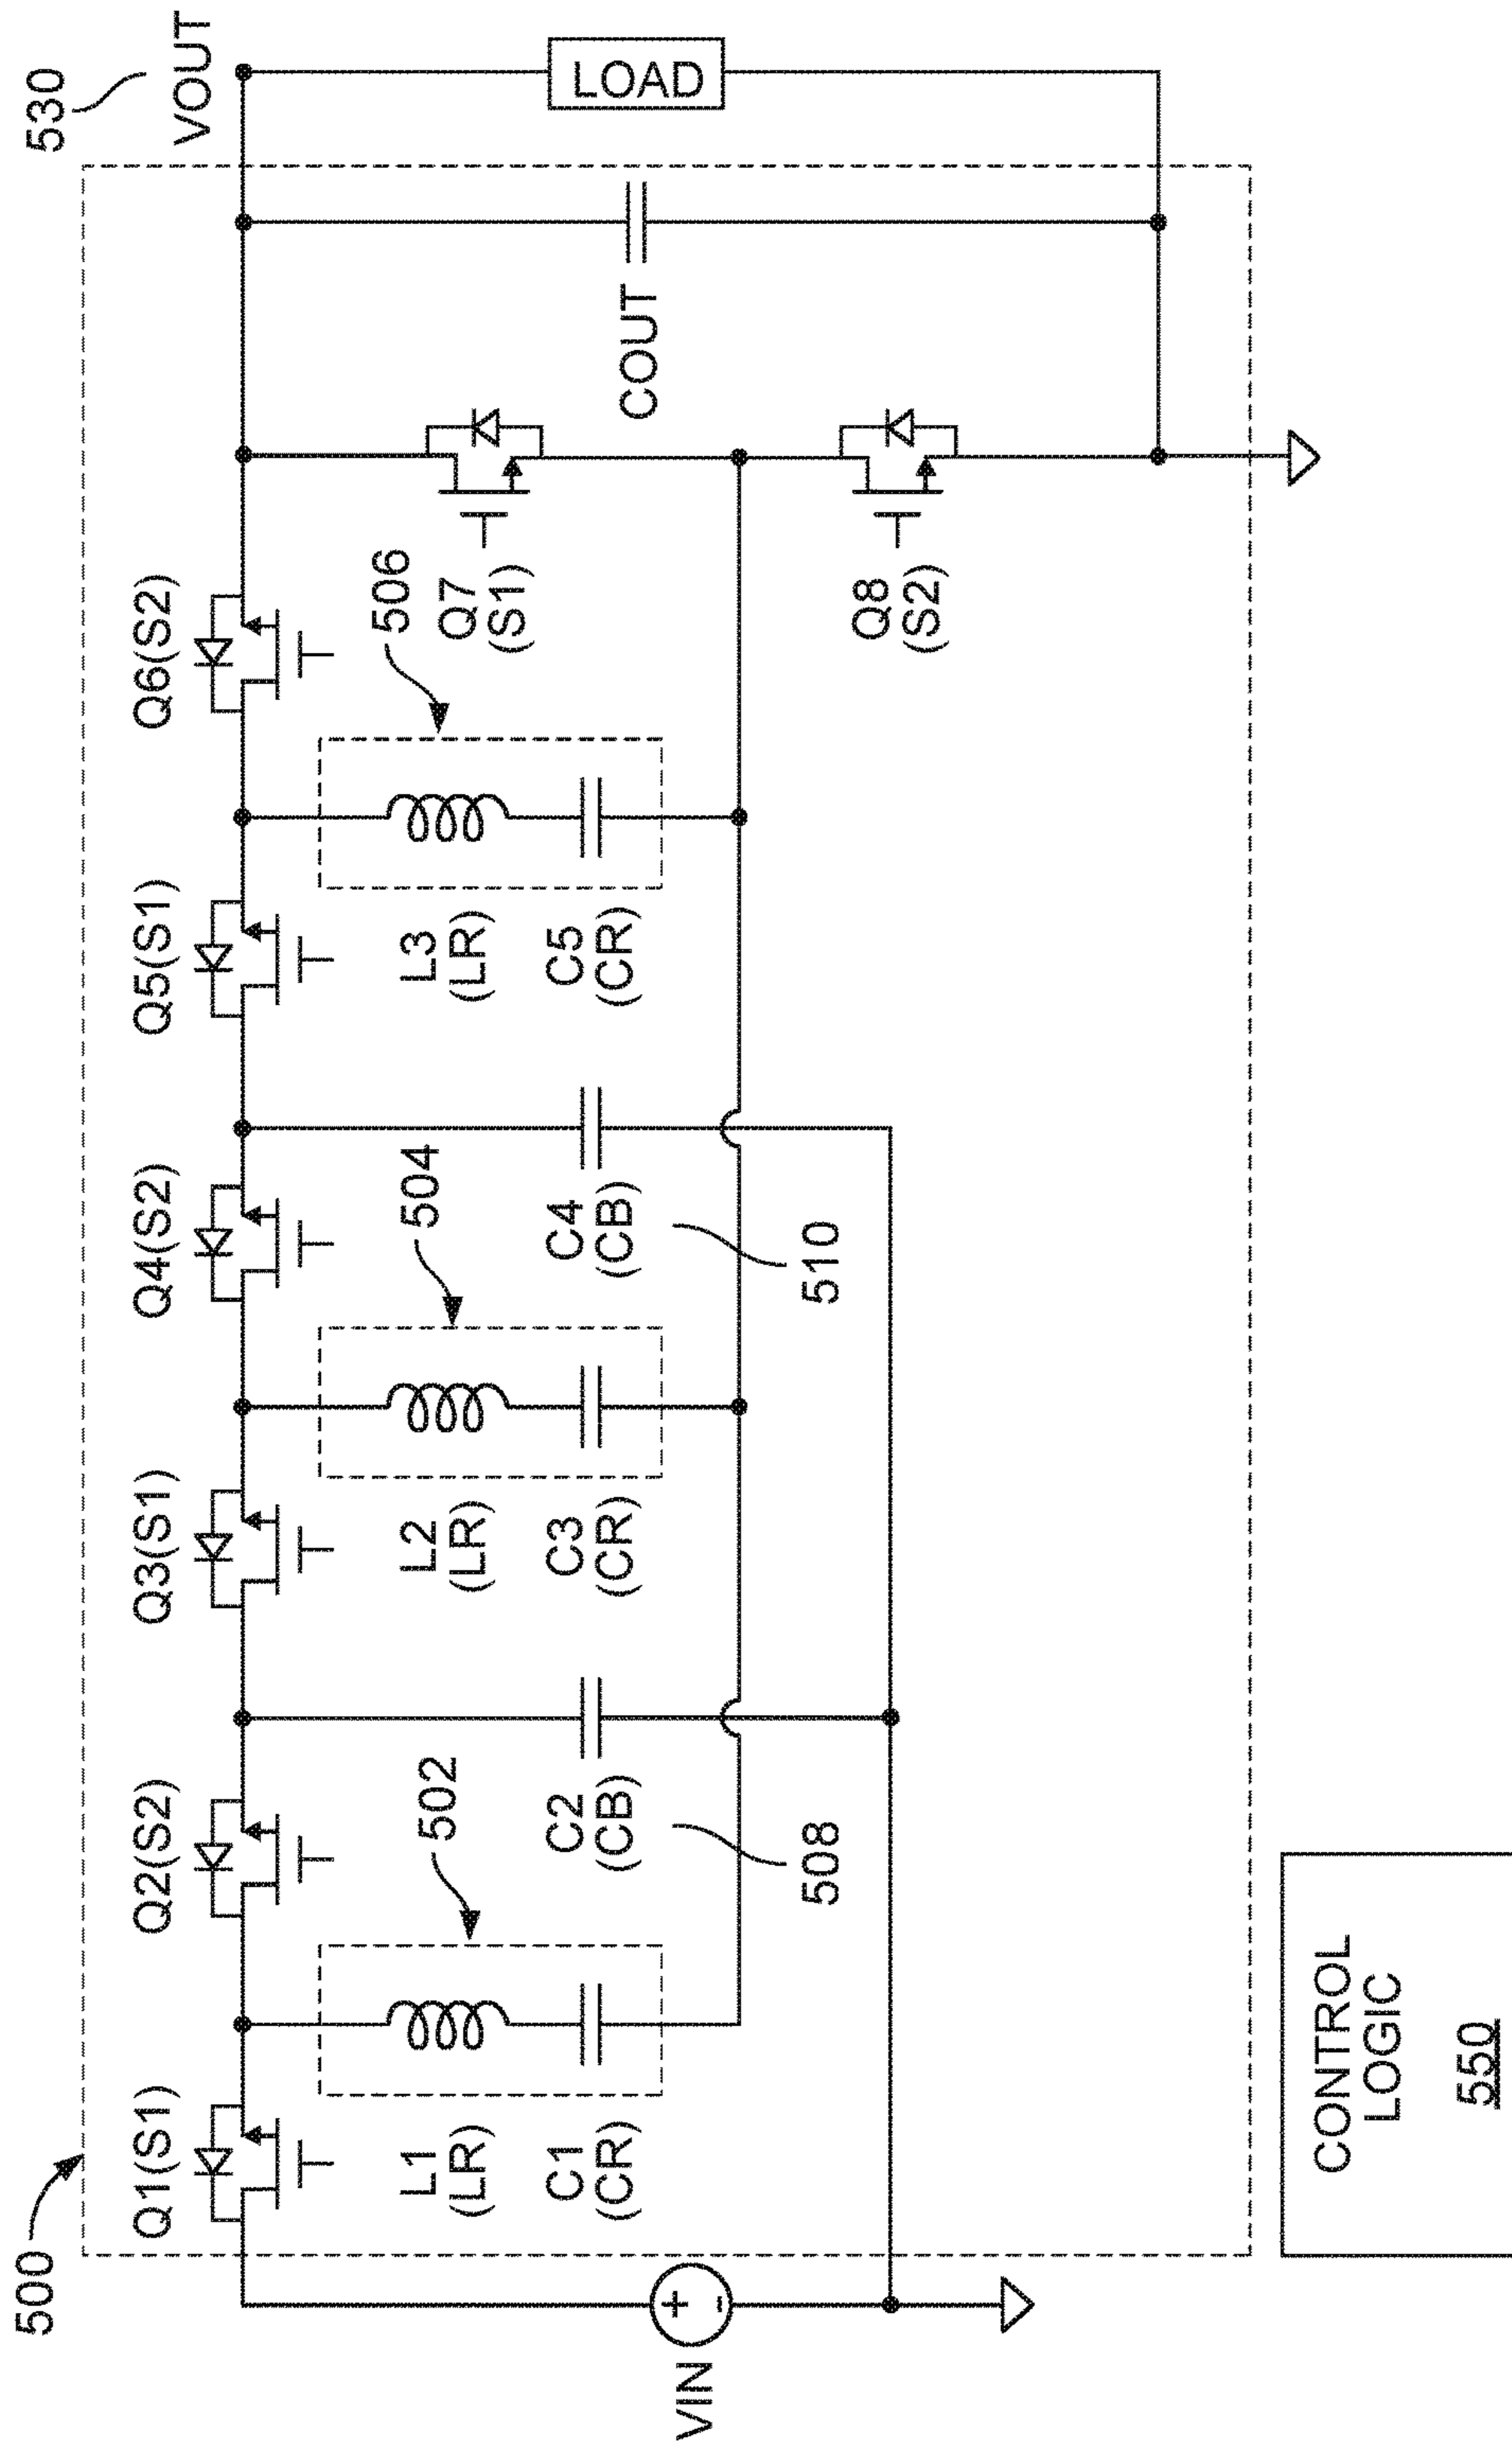 500
530
Q1(S1)
Q2(S2)
Q3(S1)
Q4(S2)
Q5(S1)
Q6(S2)
VOUT
502
504
506
L1
(LR)
L2
(LR)
L3
(LR)
Q7
(S1)
C1
(CR)
C2
(CB)
C3
(CR)
C4
(CB)
C5
(CR)
COUT
LOAD
VIN
+
-
508
510
Q8
(S2)
CONTROL
LOGIC
550